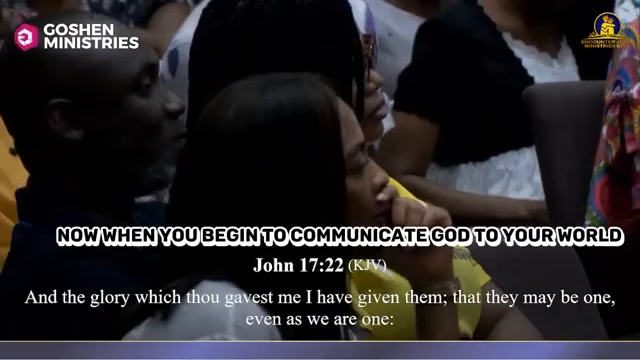 GOSHEN
MINISTRIES
NOW WHEN YOU BEGIN TO COMMUNICATE GOD TO YOUR WORLD
John 17:22 (KJV)
And the glory which thou gavest me I have given them; that they may be one,
even as we are one: